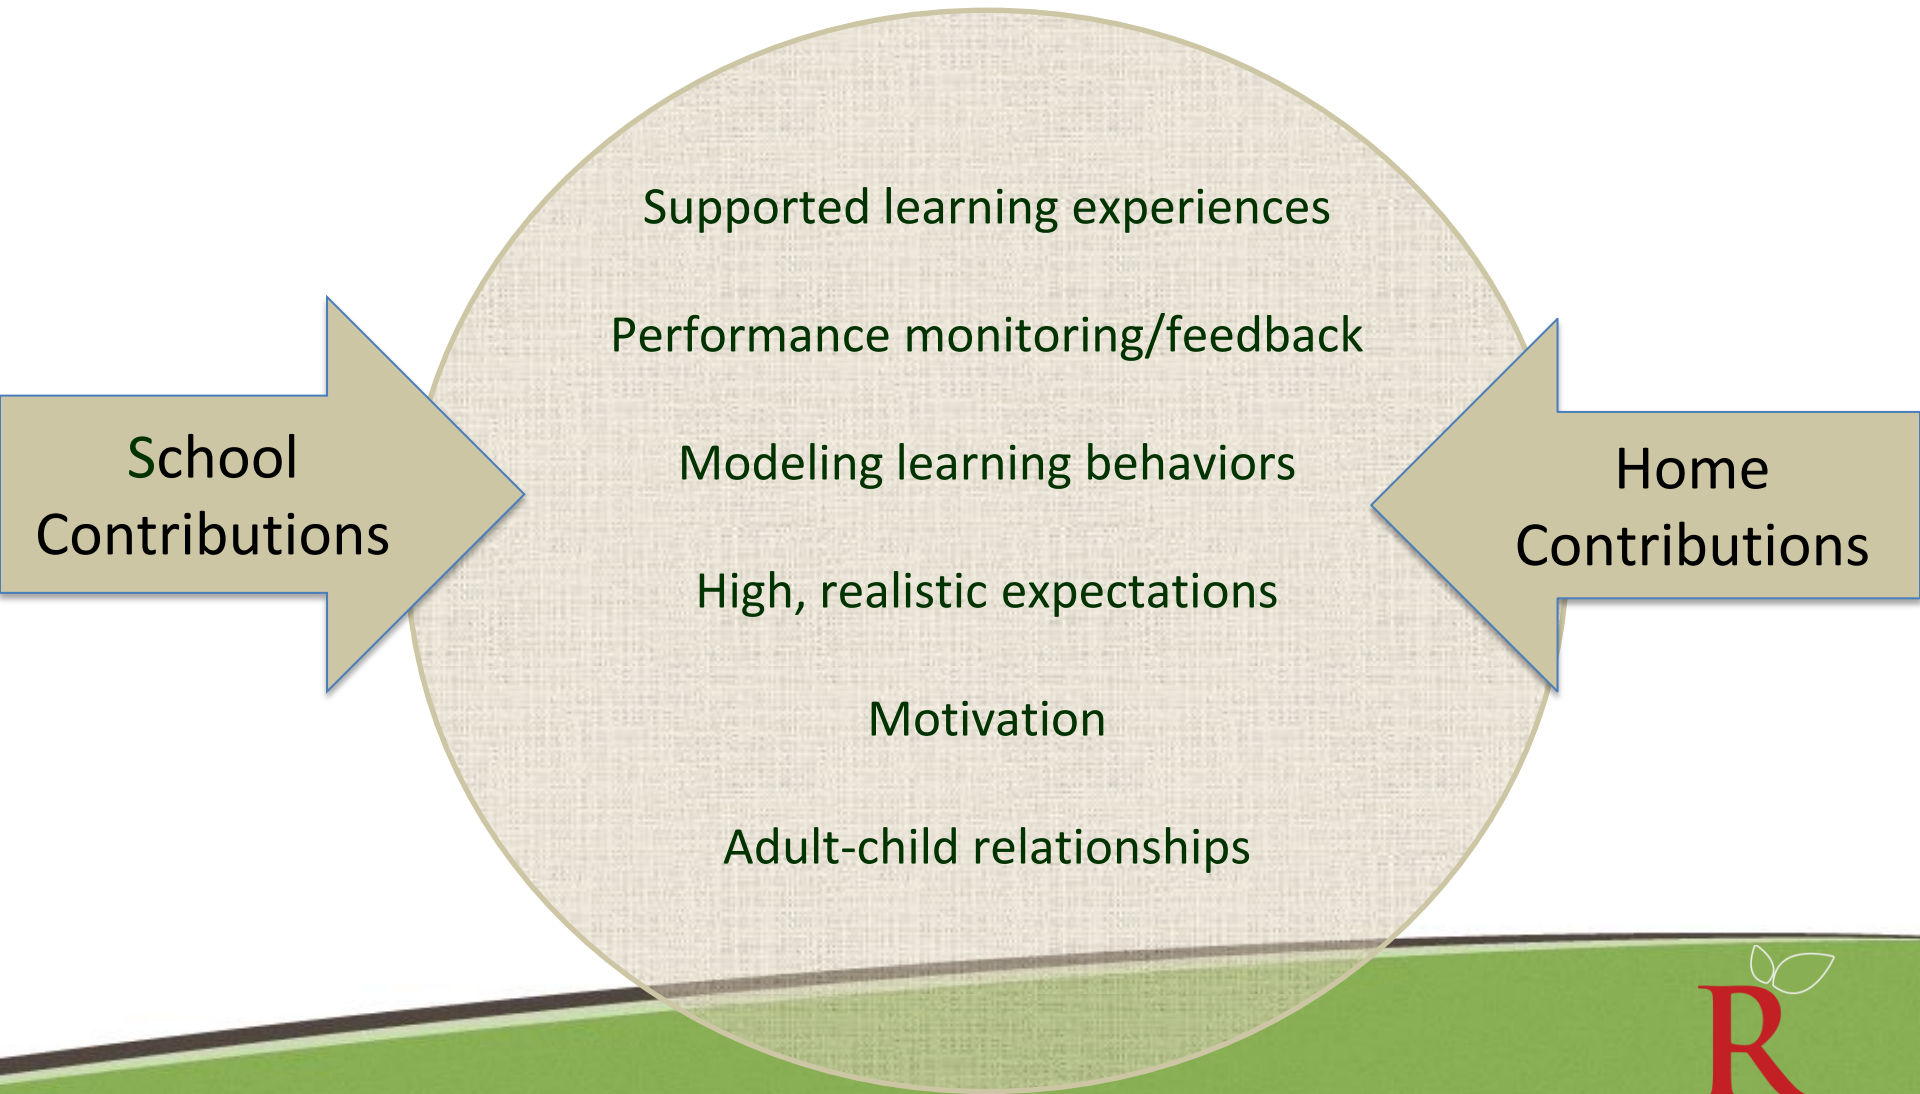 Supported learning experiences
Performance monitoring/feedback
Modeling learning behaviors
High, realistic expectations
Motivation
Adult-child relationships
School
Contributions
Home
Contributions
R